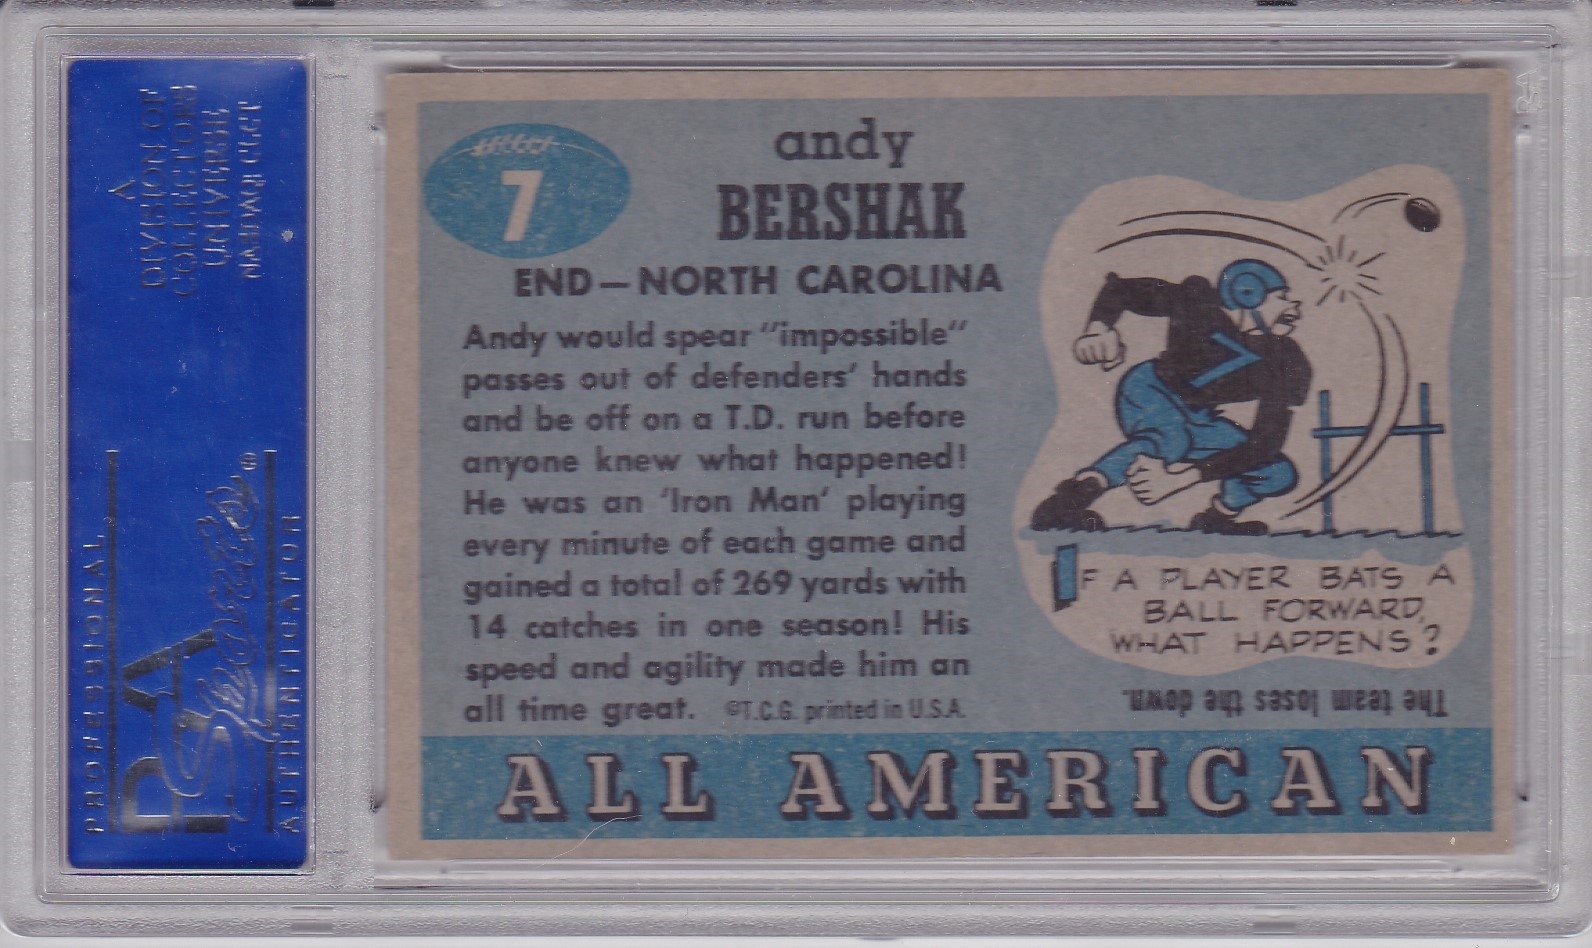 A
DIVISION OF
COLLECTORS
UNIVERSE
NASDAQ CLCT
PROFESSIONAL
PSA
AUTHENTICATOR
7
andy
BERSHAK
END—NORTH CAROLINA
Andy would spear "impossible"
passes out of defenders' hands
and be off on a T.D. run before
anyone knew what happened!
He was an 'Iron Man' playing
every minute of each game and
gained a total of 269 yards with
14 catches in one season! His
speed and agility made him an
all time great. ©T.C.G. printed in U.S.A.
7
IF A PLAYER BATS A
BALL FORWARD,
WHAT HAPPENS?
The team loses the down.
ALL AMERICAN